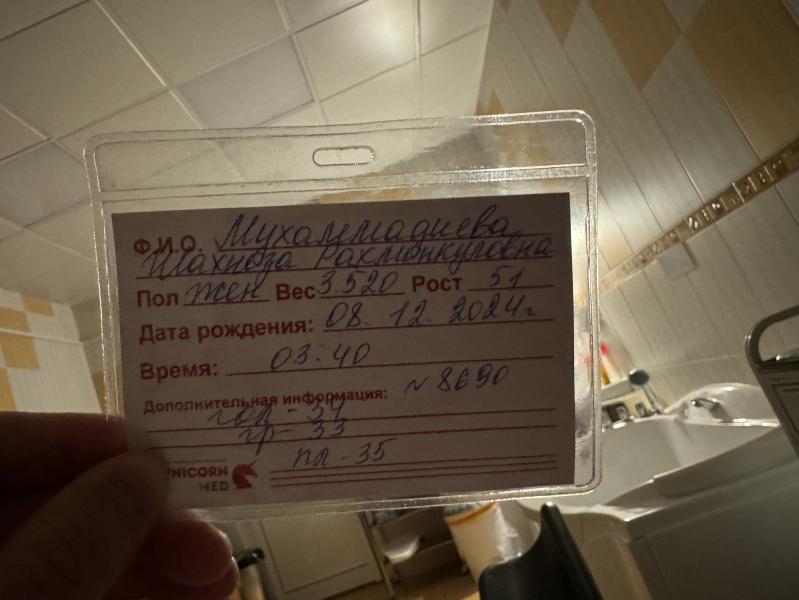 Ф.И.О. Мухаммадиева
Шахноза Рахмонкуловна
Пол жен Вес 3.520 Рост 51
Дата рождения: 08. 12. 2024г
Время: 03:40
Дополнительная информация: № 8690
гол - 34
гр - 33
пл - 35
UNICORN
MED